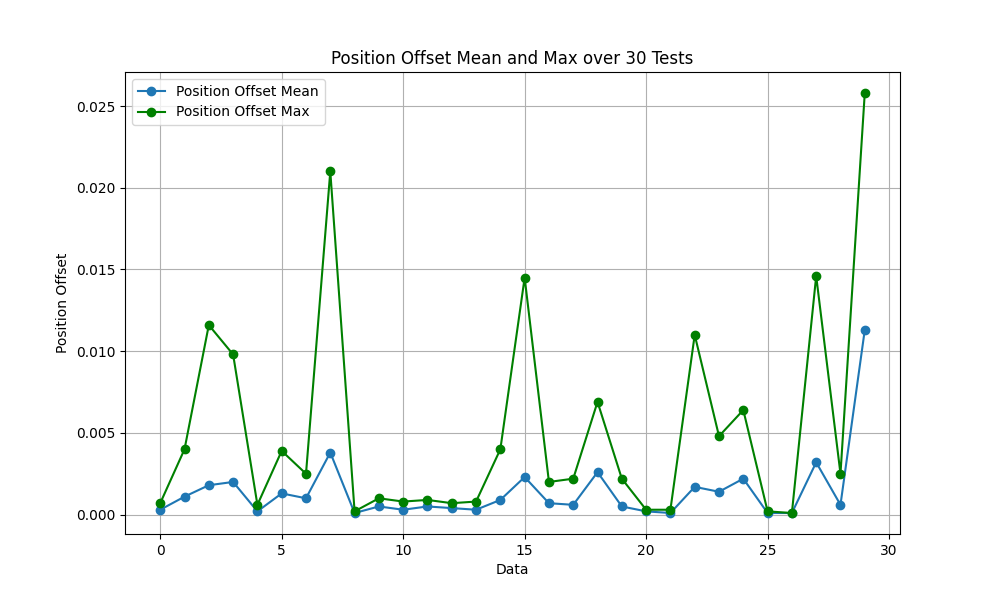 Position Offset Mean and Max over 30 Tests
Position Offset Mean
Position Offset Max
0.025
0.020
0.015
0.010
0.005
0.000
Position Offset
0
5
10
15
20
25
30
Data